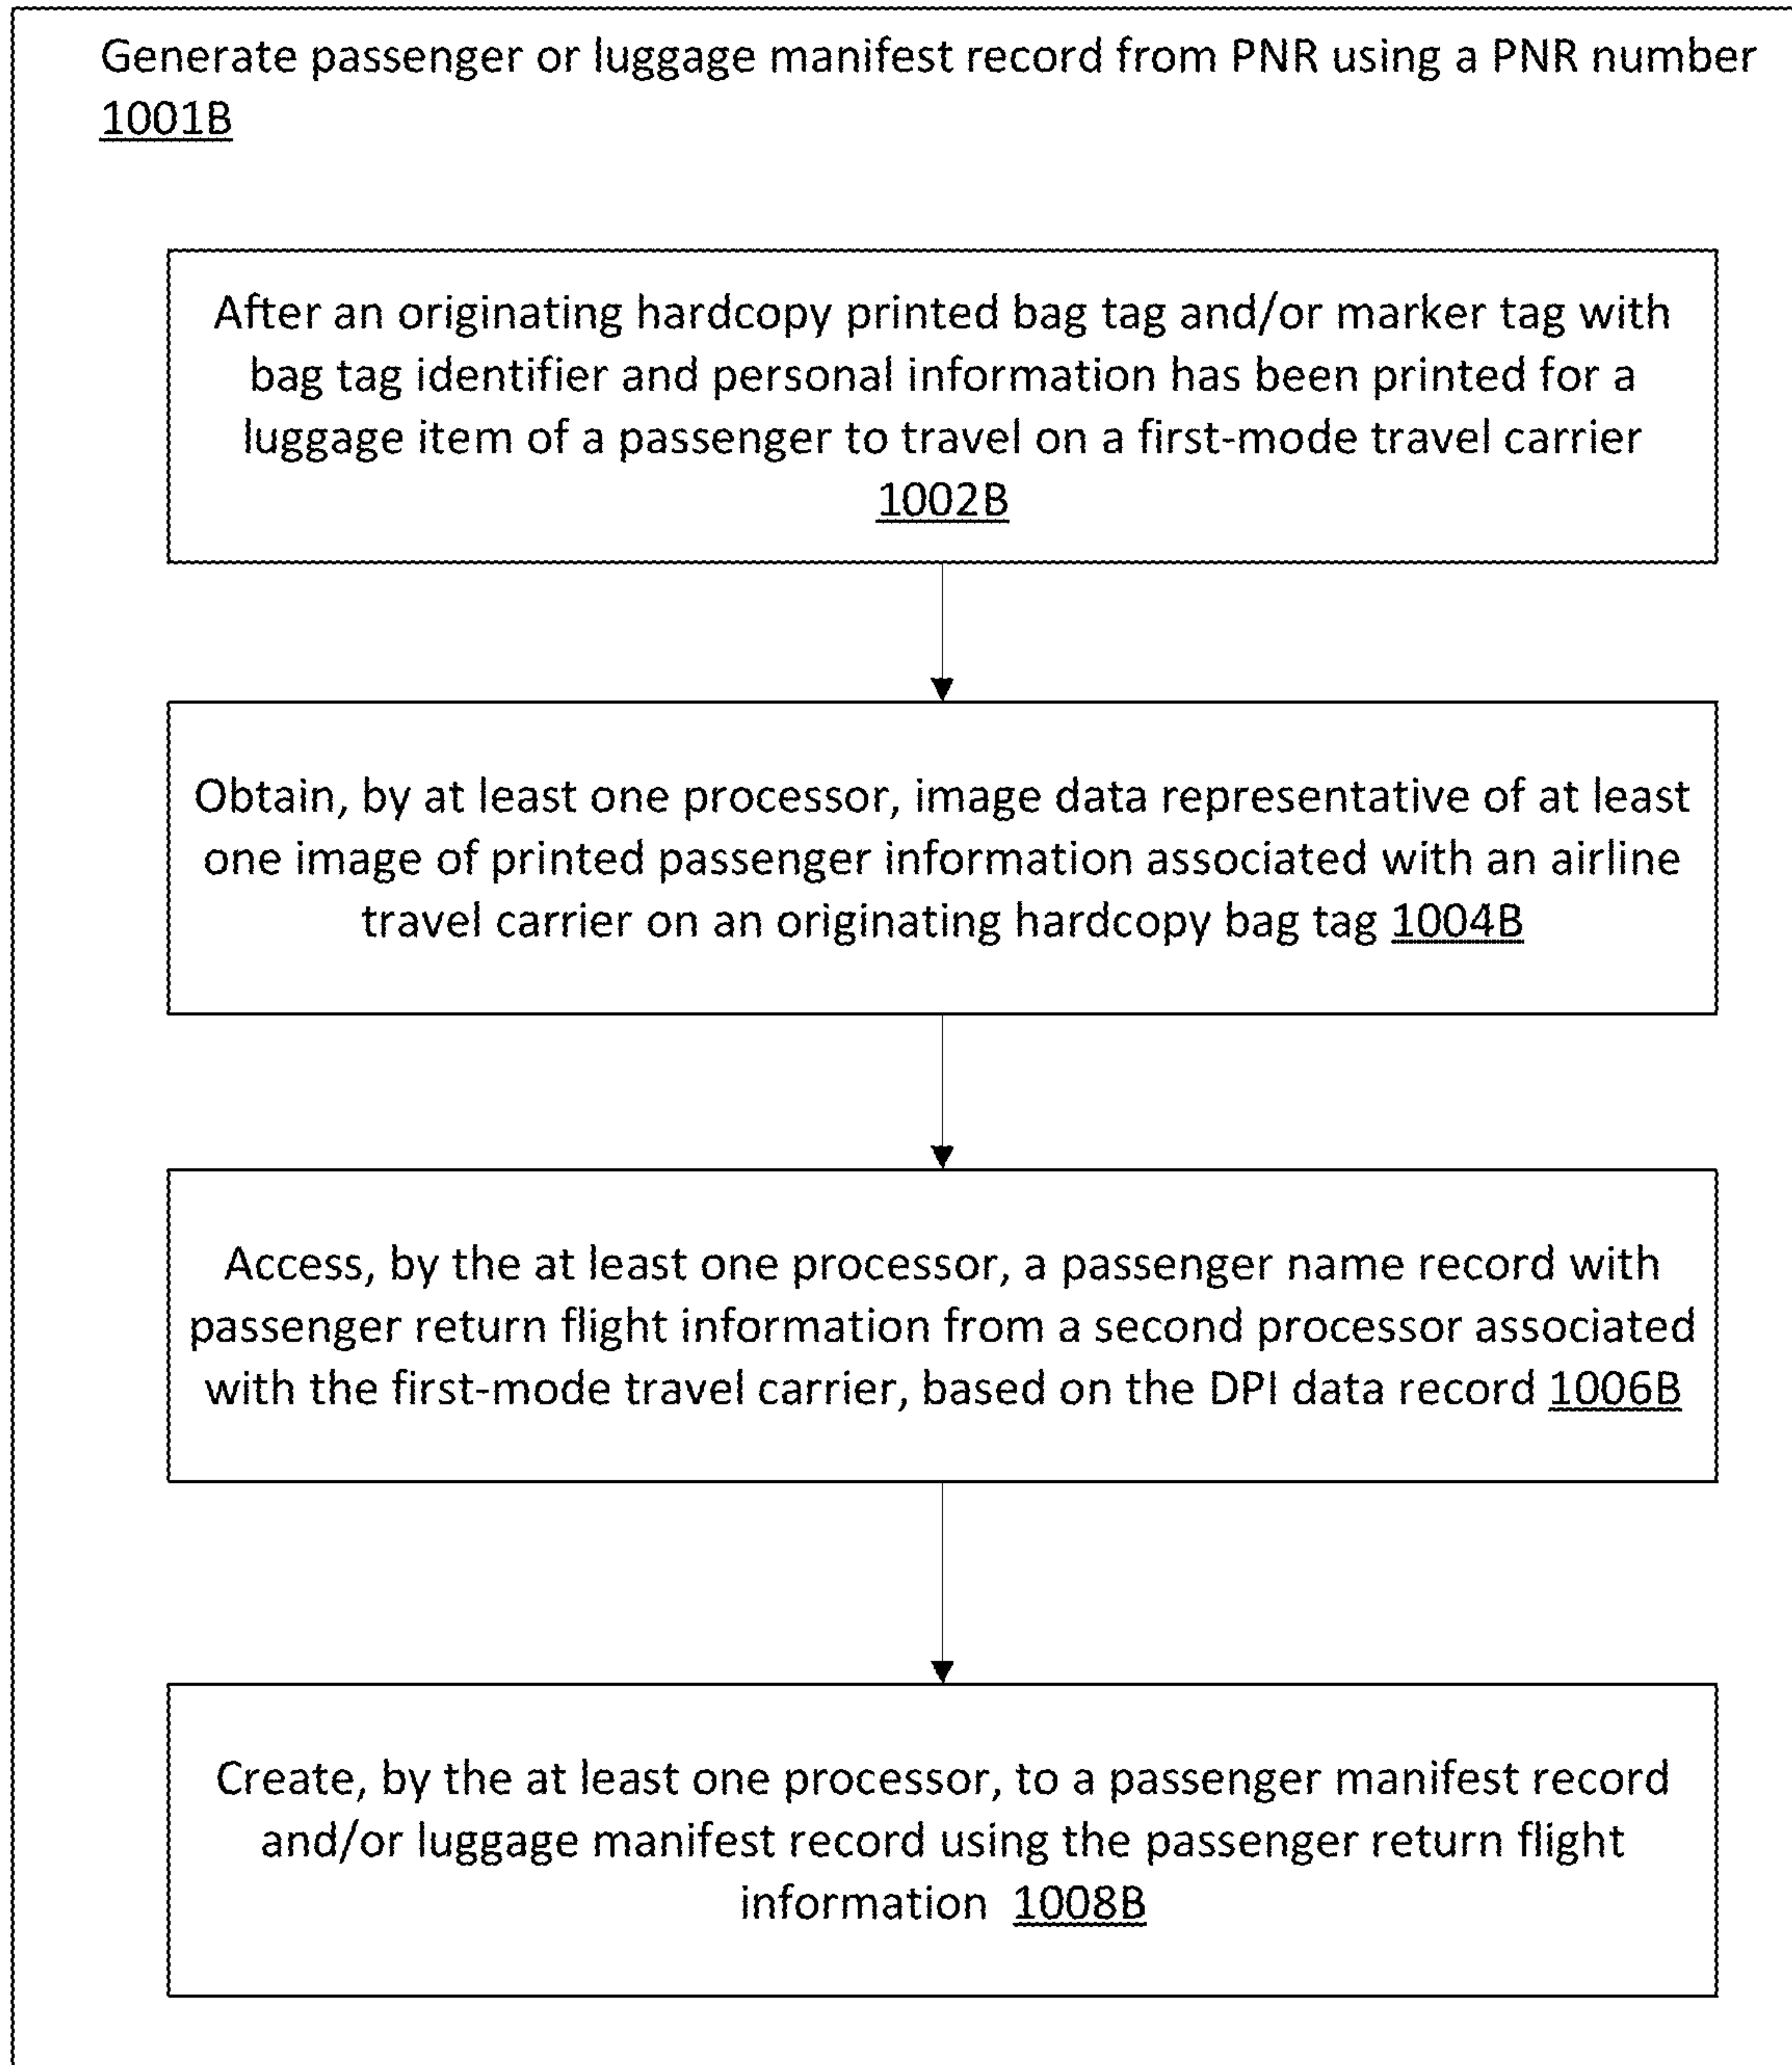 Generate passenger or luggage manifest record from PNR using a PNR number
1001B
After an originating hardcopy printed bag tag and/or marker tag with
bag tag identifier and personal information has been printed for a
luggage item of a passenger to travel on a first-mode travel carrier
1002B
Obtain, by at least one processor, image data representative of at least
one image of printed passenger information associated with an airline
travel carrier on an originating hardcopy bag tag 1004B
Access, by the at least one processor, a passenger name record with
passenger return flight information from a second processor associated
with the first-mode travel carrier, based on the DPI data record 1006B
Create, by the at least one processor, to a passenger manifest record
and/or luggage manifest record using the passenger return flight
information 1008B